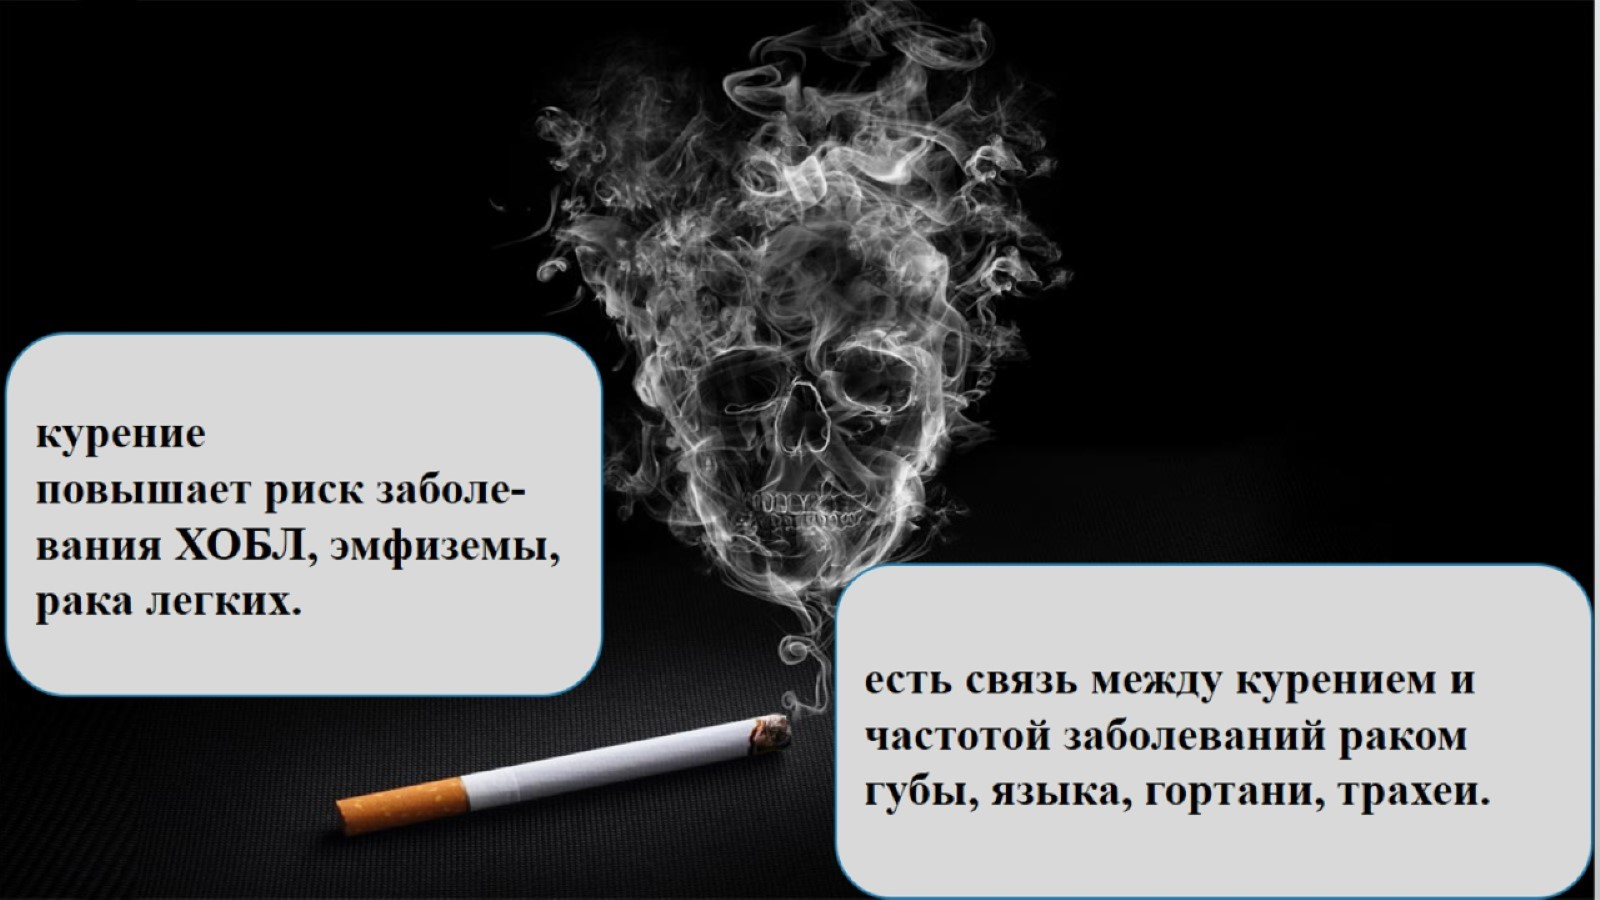 курение
повышает риск заболе-
вания ХОБЛ, эмфиземы,
рака легких.
есть связь между курением и
частотой заболеваний раком
губы, языка, гортани, трахеи.